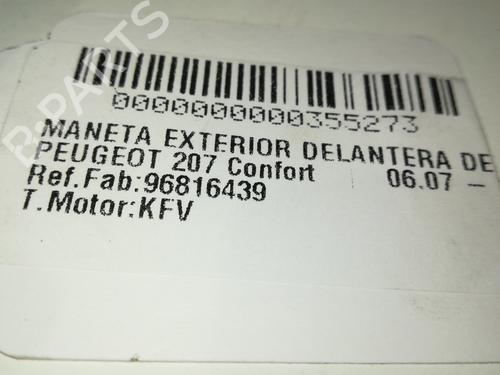 R-PARTS
0000000000355273
MANETA EXTERIOR DELANTERA DE
PEUGEOT 207 Confort 06.07 –
Ref.Fab:96816439
T.Motor:KFV